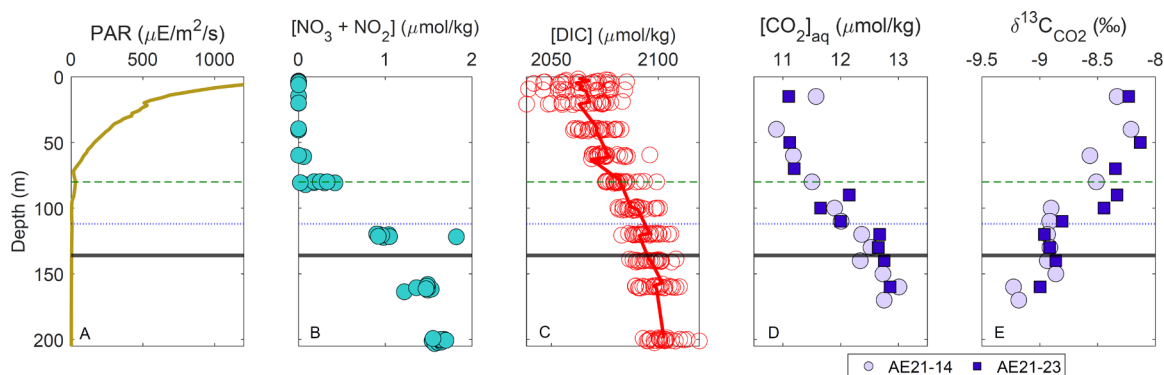 PAR (μE/m²/s)
0 500 1000
[NO₃ + NO₂] (μmol/kg)
0 1 2
[DIC] (μmol/kg)
2050 2100
[CO₂]aq (μmol/kg)
11 12 13
δ¹³C_CO2 (‰)
-9.5 -9 -8.5 -8
Depth (m)
0
50
100
150
200
A
B
C
D
E
AE21-14 AE21-23